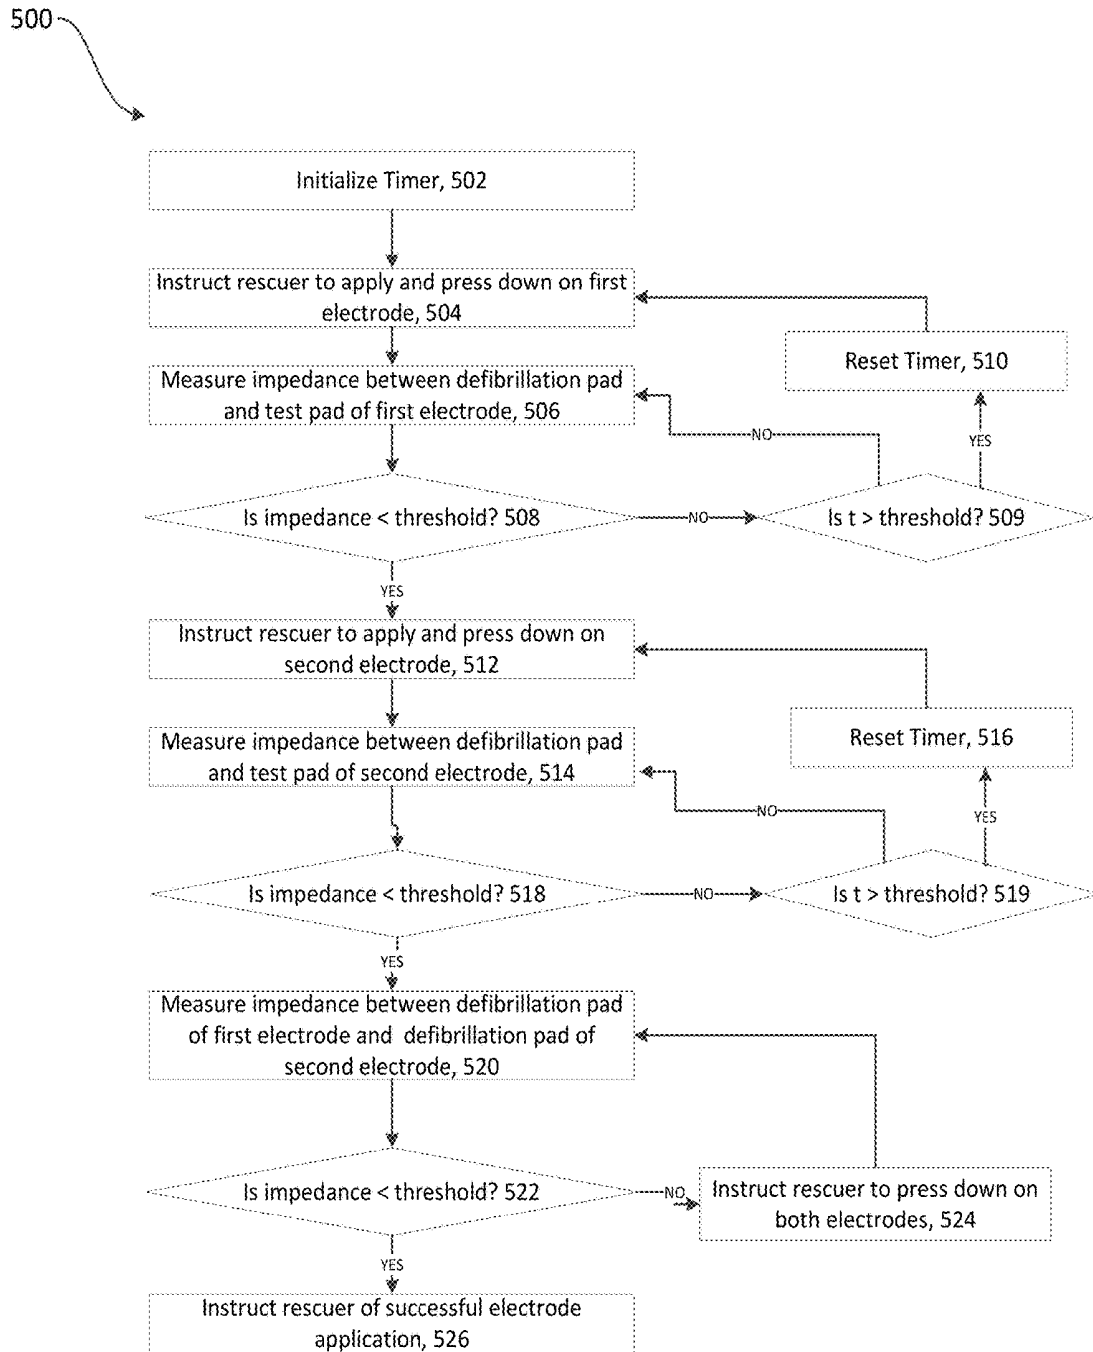 500
Initialize Timer, 502
Instruct rescuer to apply and press down on first
electrode, 504
Reset Timer, 510
Measure impedance between defibrillation pad
and test pad of first electrode, 506
NO
YES
Is impedance < threshold? 508
NO
Is t > threshold? 509
YES
Instruct rescuer to apply and press down on
second electrode, 512
Reset Timer, 516
Measure impedance between defibrillation pad
and test pad of second electrode, 514
NO
YES
Is impedance < threshold? 518
NO
Is t > threshold? 519
YES
Measure impedance between defibrillation pad
of first electrode and defibrillation pad of
second electrode, 520
Is impedance < threshold? 522
NO
Instruct rescuer to press down on
both electrodes, 524
YES
Instruct rescuer of successful electrode
application, 526